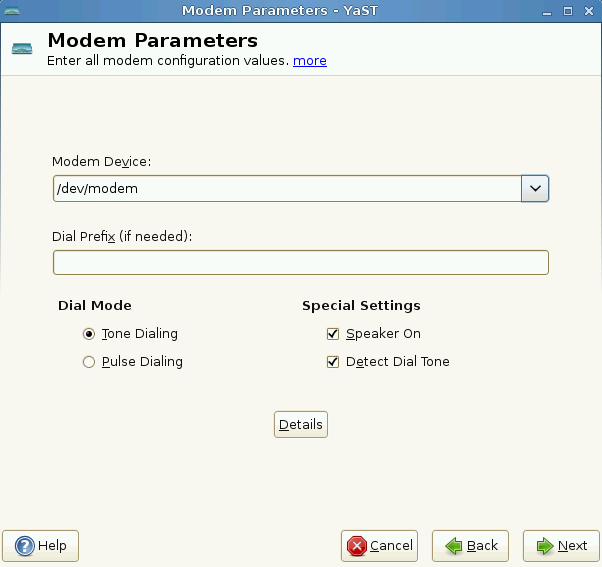 Modem Parameters - YaST
Modem Parameters
Enter all modem configuration values. more
Modem Device:
/dev/modem
Dial Prefix (if needed):
Dial Mode
Special Settings
Tone Dialing
Speaker On
Pulse Dialing
Detect Dial Tone
Details
Help
Cancel
Back
Next